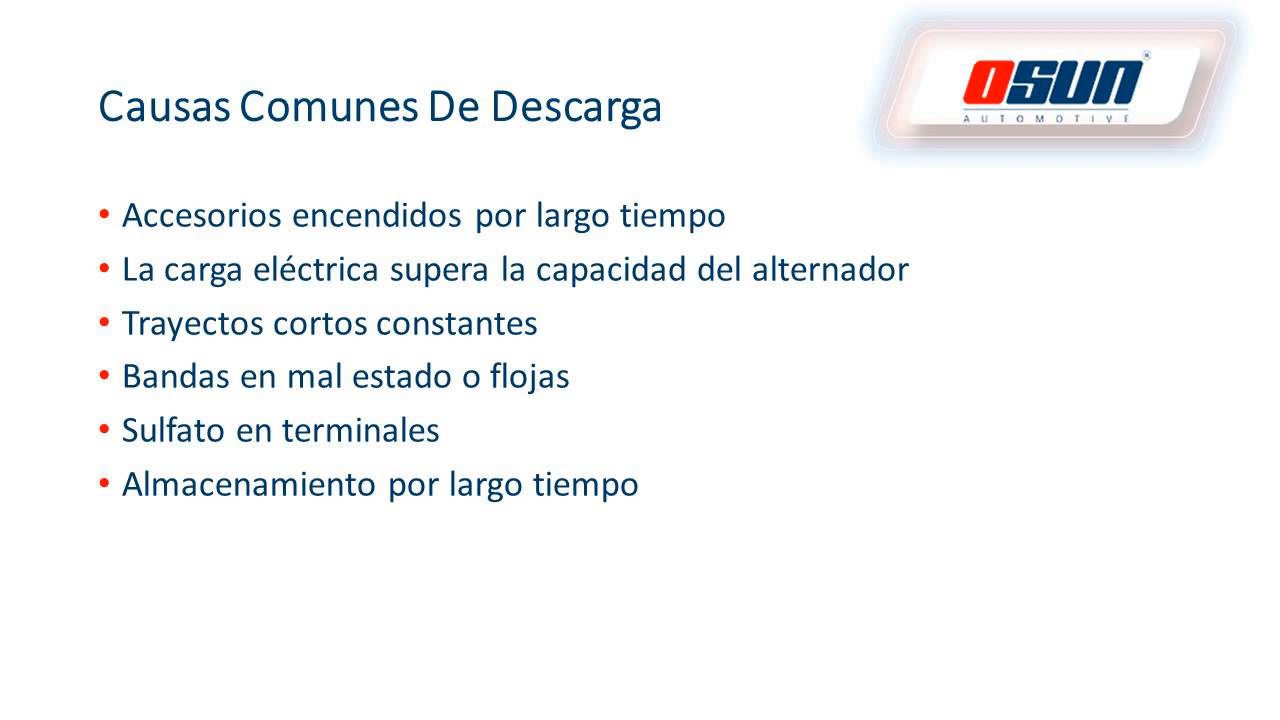 Causas Comunes De Descarga
OSUN
AUTOMOTIVE
• Accesorios encendidos por largo tiempo
• La carga eléctrica supera la capacidad del alternador
• Trayectos cortos constantes
• Bandas en mal estado o flojas
• Sulfato en terminales
• Almacenamiento por largo tiempo